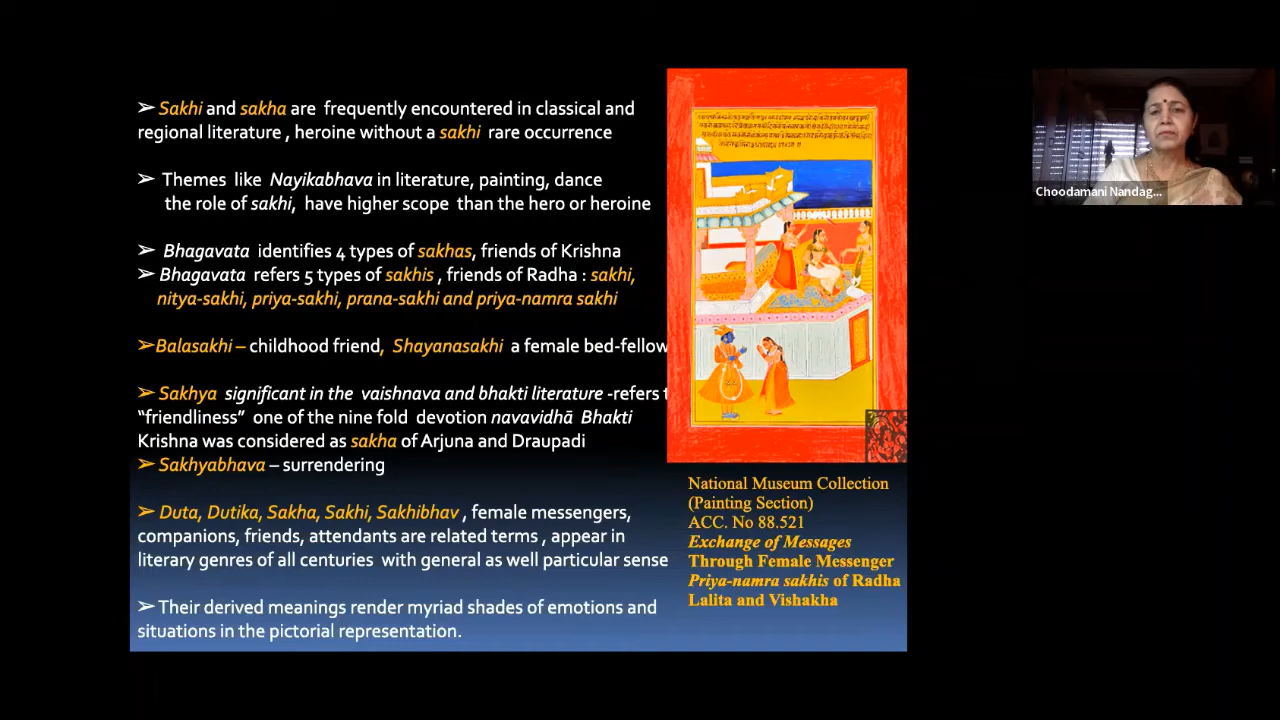 ➢ Sakhi and sakha are frequently encountered in classical and
regional literature , heroine without a sakhi rare occurrence
➢ Themes like Nayikabhava in literature, painting, dance
the role of sakhi, have higher scope than the hero or heroine
➢ Bhagavata identifies 4 types of sakhas, friends of Krishna
➢ Bhagavata refers 5 types of sakhis , friends of Radha : sakhi,
nitya-sakhi, priya-sakhi, prana-sakhi and priya-namra sakhi
➢Balasakhi – childhood friend, Shayanasakhi a female bed-fellow
➢ Sakhya significant in the vaishnava and bhakti literature -refers t
“friendliness” one of the nine fold devotion navavidhā Bhakti
Krishna was considered as sakha of Arjuna and Draupadi
➢ Sakhyabhava – surrendering
➢ Duta, Dutika, Sakha, Sakhi, Sakhibhav , female messengers,
companions, friends, attendants are related terms , appear in
literary genres of all centuries with general as well particular sense
➢ Their derived meanings render myriad shades of emotions and
situations in the pictorial representation.
National Museum Collection
(Painting Section)
ACC. No 88.521
Exchange of Messages
Through Female Messenger
Priya-namra sakhis of Radha
Lalita and Vishakha
Choodamani Nandag...